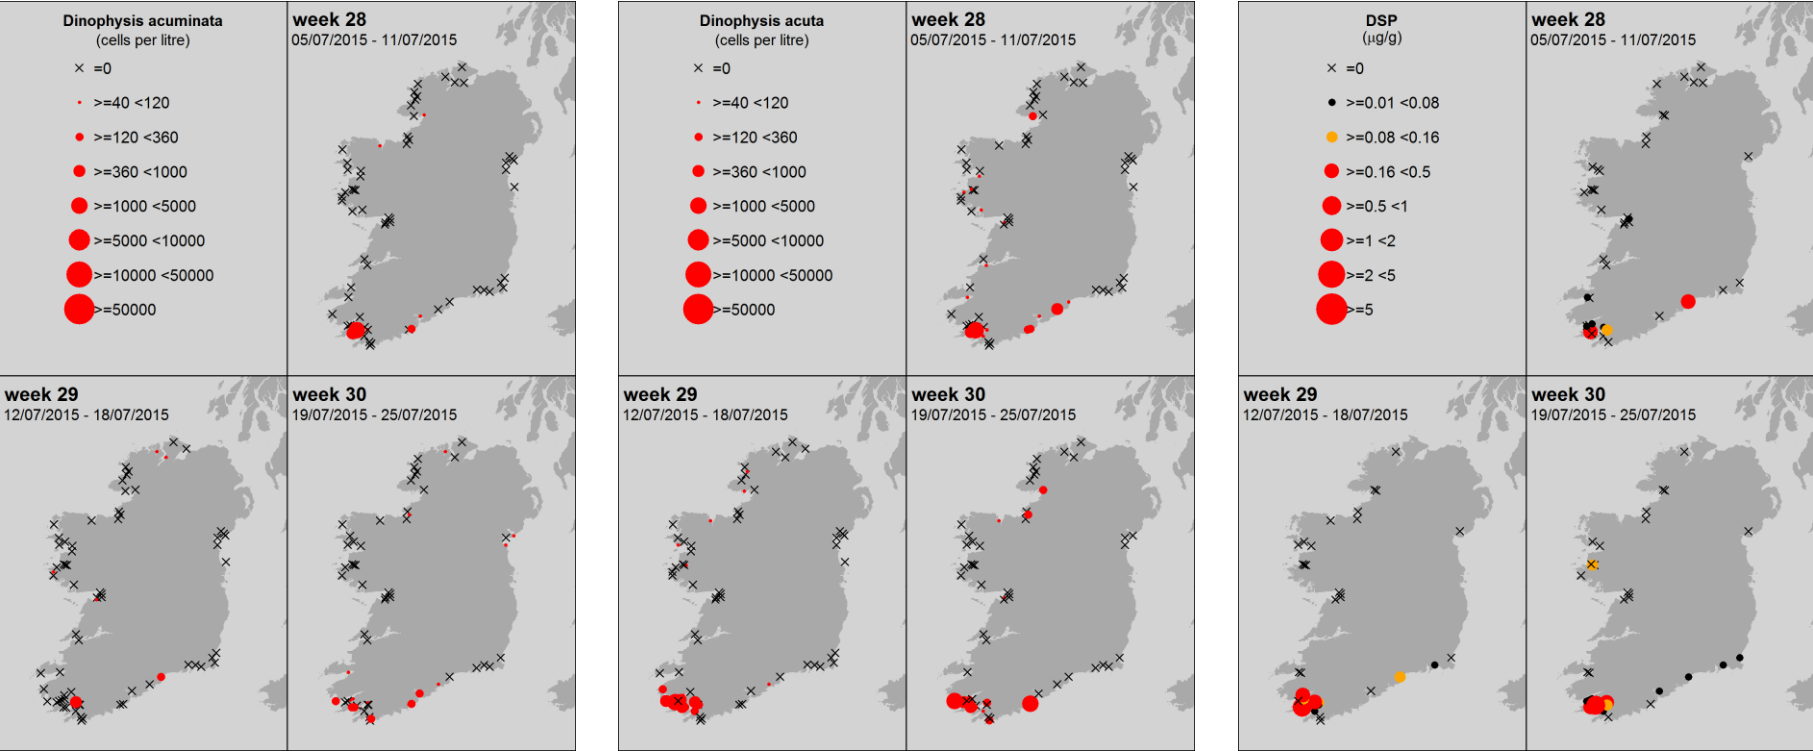 Dinophysis acuminata
(cells per litre)
=0
>=40 <120
>=120 <360
>=360 <1000
>=1000 <5000
>=5000 <10000
>=10000 <50000
>=50000
week 28
05/07/2015 - 11/07/2015
week 29
12/07/2015 - 18/07/2015
week 30
19/07/2015 - 25/07/2015
Dinophysis acuta
(cells per litre)
=0
>=40 <120
>=120 <360
>=360 <1000
>=1000 <5000
>=5000 <10000
>=10000 <50000
>=50000
week 28
05/07/2015 - 11/07/2015
week 29
12/07/2015 - 18/07/2015
week 30
19/07/2015 - 25/07/2015
DSP
(µg/g)
=0
>=0.01 <0.08
>=0.08 <0.16
>=0.16 <0.5
>=0.5 <1
>=1 <2
>=2 <5
>=5
week 28
05/07/2015 - 11/07/2015
week 29
12/07/2015 - 18/07/2015
week 30
19/07/2015 - 25/07/2015